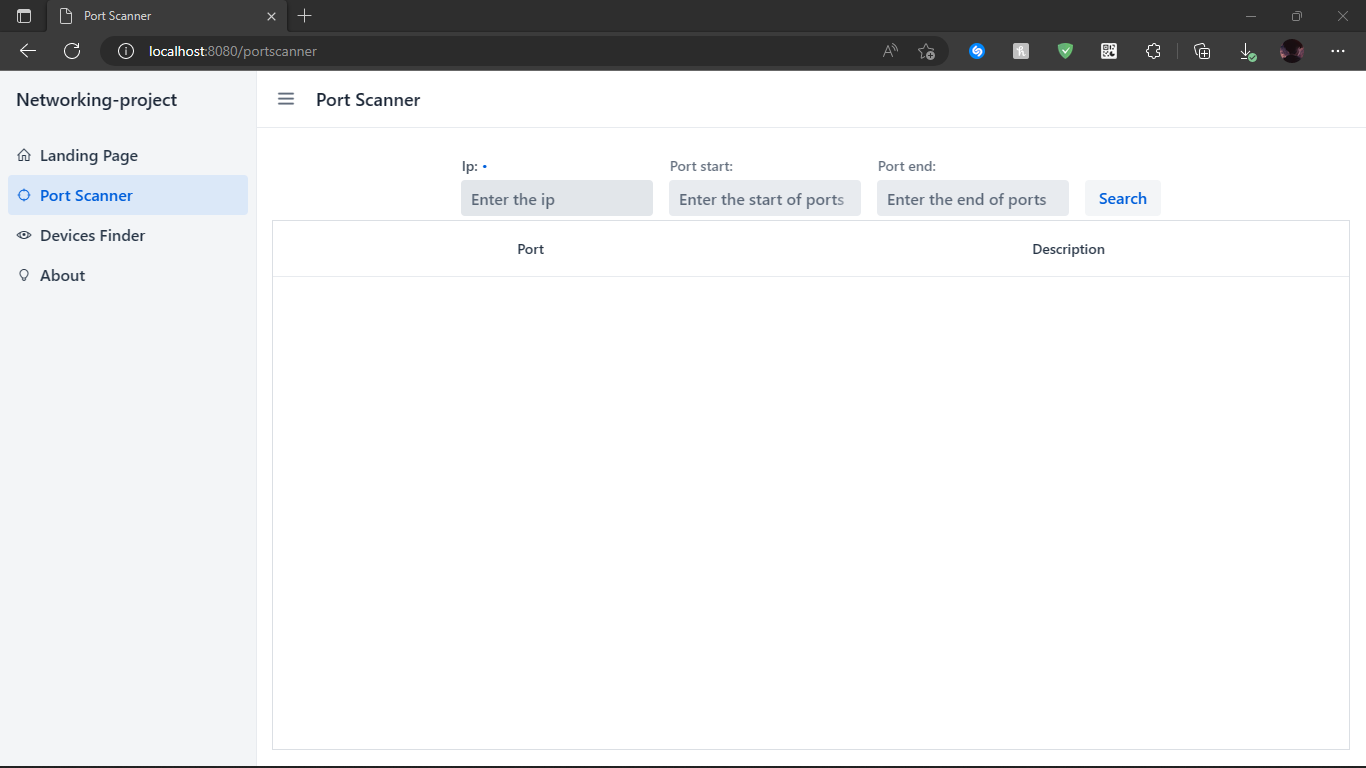 Port Scanner
localhost:8080/portscanner
Networking-project
Port Scanner
Landing Page
Port Scanner
Devices Finder
About
Ip: •
Port start:
Port end:
Enter the ip
Enter the start of ports
Enter the end of ports
Search
Port
Description